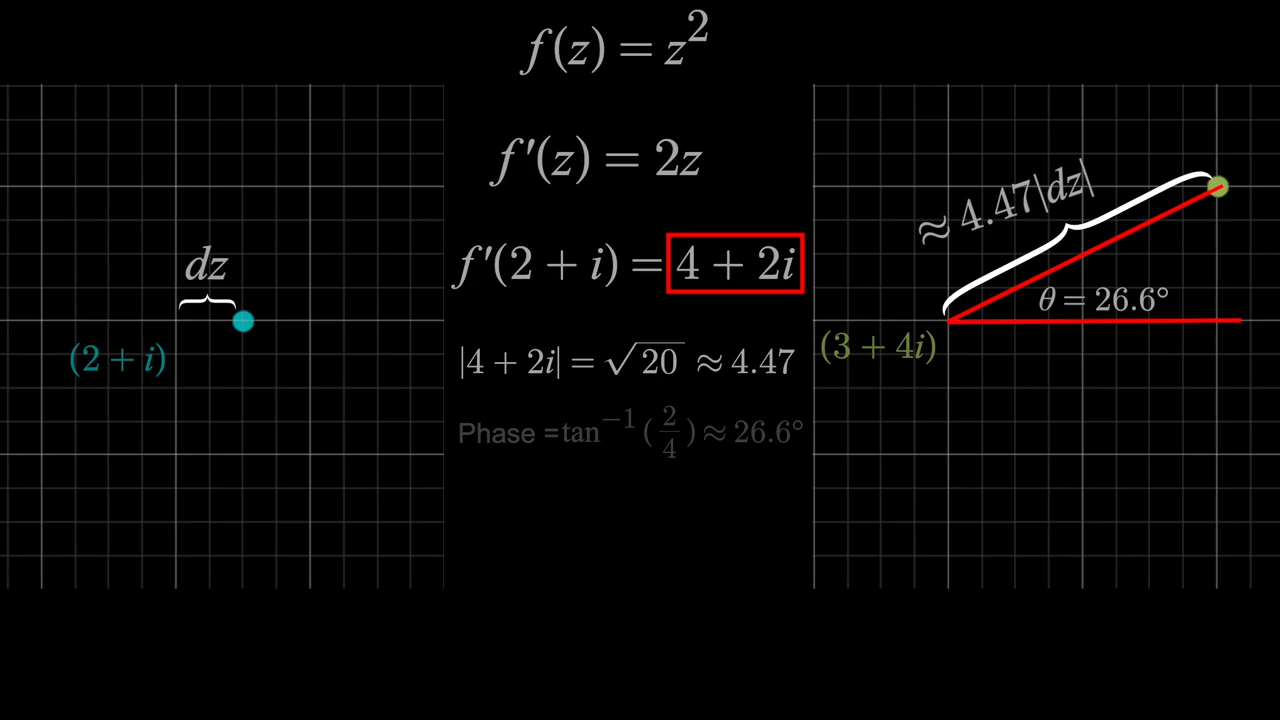 f(z) = z²
f′(z) = 2z
f′(2 + i) = 4 + 2i
|4 + 2i| = √20 ≈ 4.47
Phase = tan⁻¹(2/4) ≈ 26.6°
dz
(2 + i)
≈ 4.47|dz|
θ = 26.6°
(3 + 4i)